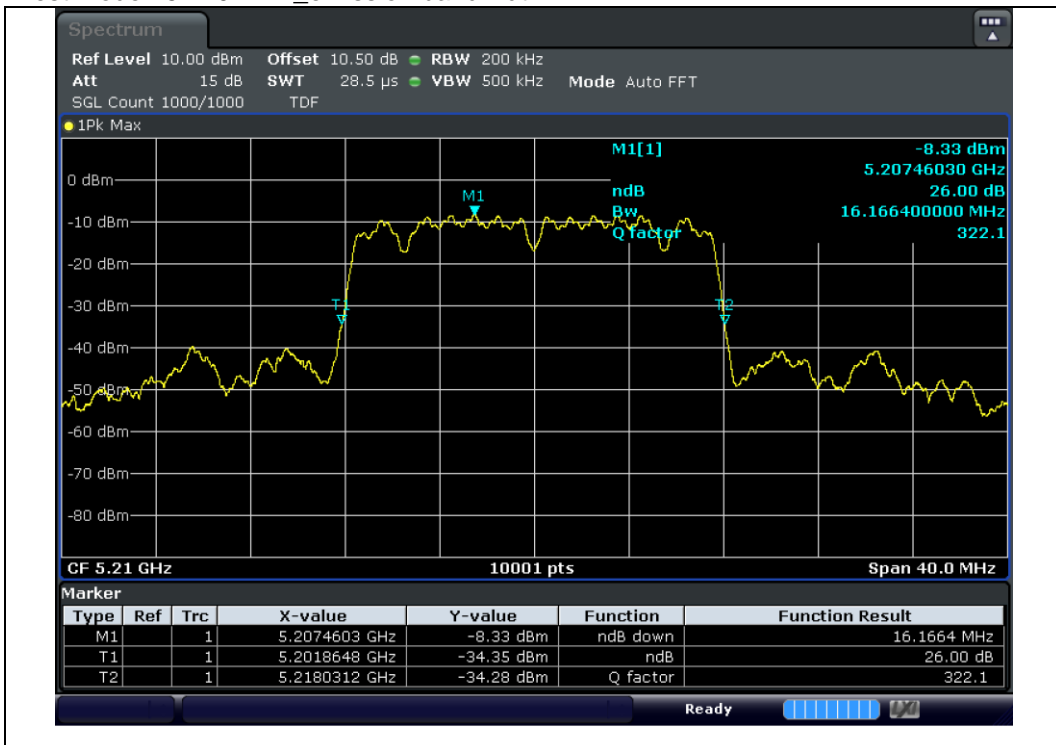 Spectrum
Ref Level 10.00 dBm Offset 10.50 dB RBW 200 kHz
Att 15 dB SWT 28.5 µs VBW 500 kHz Mode Auto FFT
SGL Count 1000/1000 TDF
1Pk Max
M1[1] -8.33 dBm
5.20746030 GHz
ndB 26.00 dB
Bw 16.166400000 MHz
Q factor 322.1
M1
T1
T2
0 dBm
-10 dBm
-20 dBm
-30 dBm
-40 dBm
-50 dBm
-60 dBm
-70 dBm
-80 dBm
CF 5.21 GHz 10001 pts Span 40.0 MHz
Marker
Type Ref Trc X-value Y-value Function Function Result
M1 1 5.2074603 GHz -8.33 dBm ndB down 16.1664 MHz
T1 1 5.2018648 GHz -34.35 dBm ndB 26.00 dB
T2 1 5.2180312 GHz -34.28 dBm Q factor 322.1
Ready